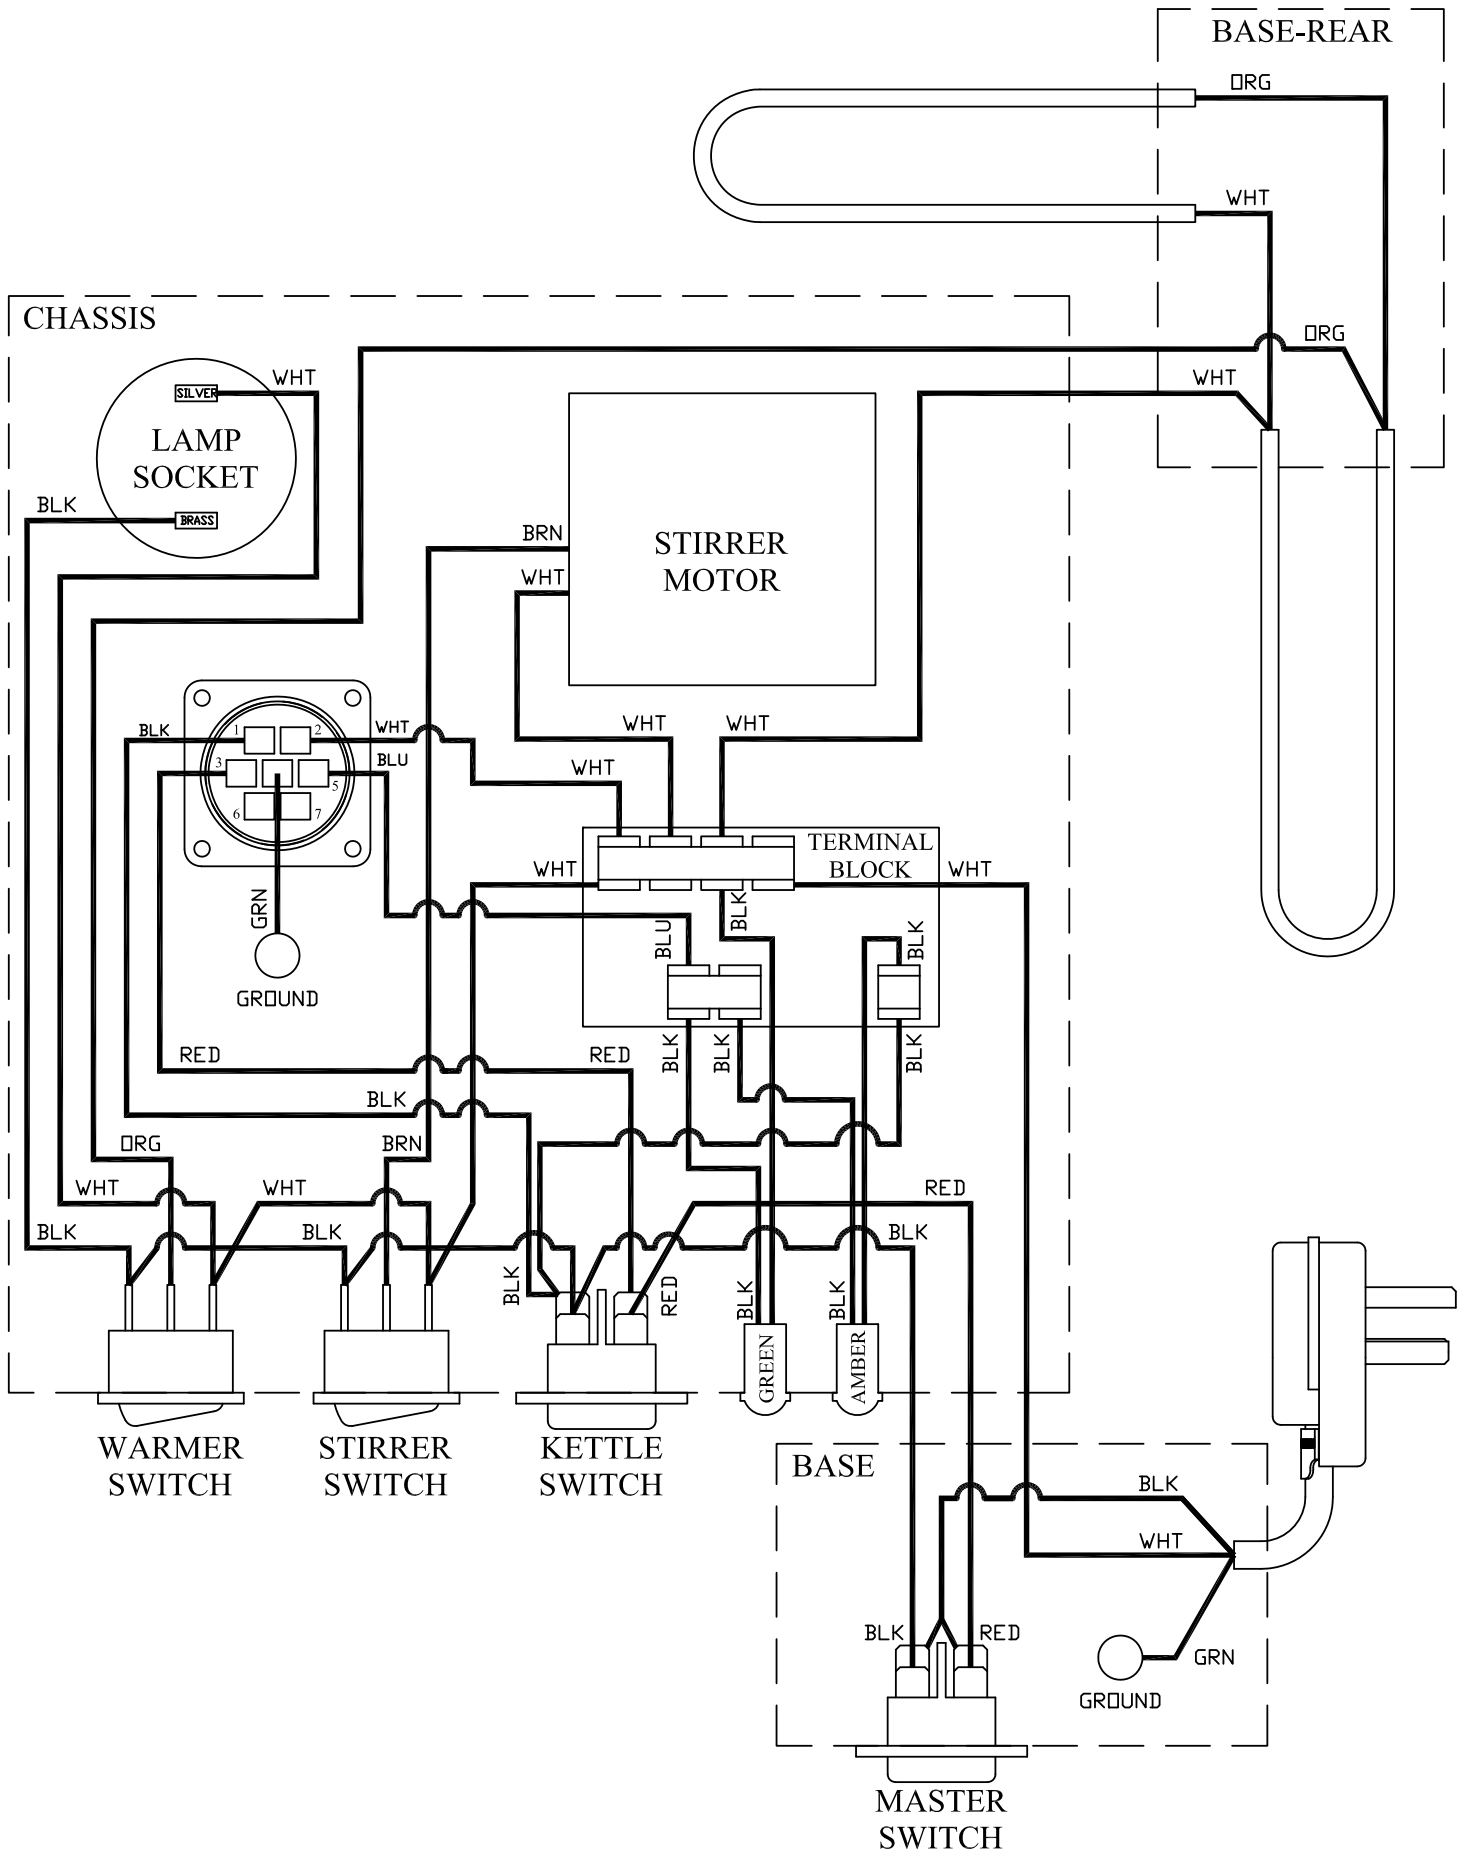 BASE-REAR
ORG
WHT
CHASSIS
ORG
WHT
WHT
SILVER
LAMP
SOCKET
BLK
BRASS
BRN
STIRRER
MOTOR
WHT
BLK
1
2
WHT
WHT
WHT
3
BLU
5
WHT
6
7
TERMINAL
BLOCK
WHT
WHT
GRN
BLK
BLU
BLK
GROUND
RED
RED
BLK
BLK
BLK
BLK
ORG
BRN
WHT
WHT
RED
BLK
BLK
BLK
BLK
RED
BLK
BLK
GREEN
AMBER
WARMER
SWITCH
STIRRER
SWITCH
KETTLE
SWITCH
BASE
BLK
WHT
BLK
RED
GRN
GROUND
MASTER
SWITCH